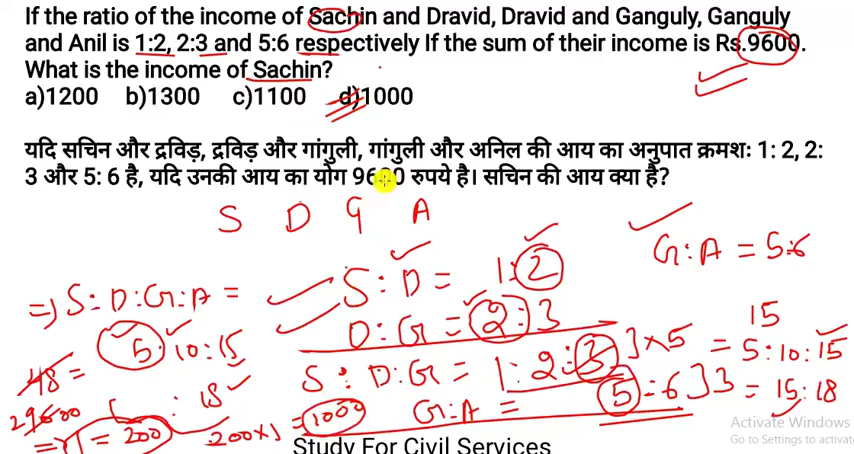 If the ratio of the income of Sachin and Dravid, Dravid and Ganguly, Ganguly
and Anil is 1:2, 2:3 and 5:6 respectively If the sum of their income is Rs.9600.
What is the income of Sachin?
a)1200 b)1300 c)1100 d)1000
यदि सचिन और द्रविड़, द्रविड़ और गांगुली, गांगुली और अनिल की आय का अनुपात क्रमशः 1: 2, 2:
3 और 5: 6 है, यदि उनकी आय का योग 9600 रुपये है। सचिन की आय क्या है?
S D G A
G:A = 5:6
S:D = 1:2
=> S:D:G:A =
D:G = 2:3
15
5:10:15
S:D:G = 1:2:3]×5 = 5:10:15
48 =
: 18
G:A = 5:6]3 = 15:18
9600
=> 1 = 200
200×5 = 1000
Activate Windows
Go to Settings to activate
Study For Civil Services